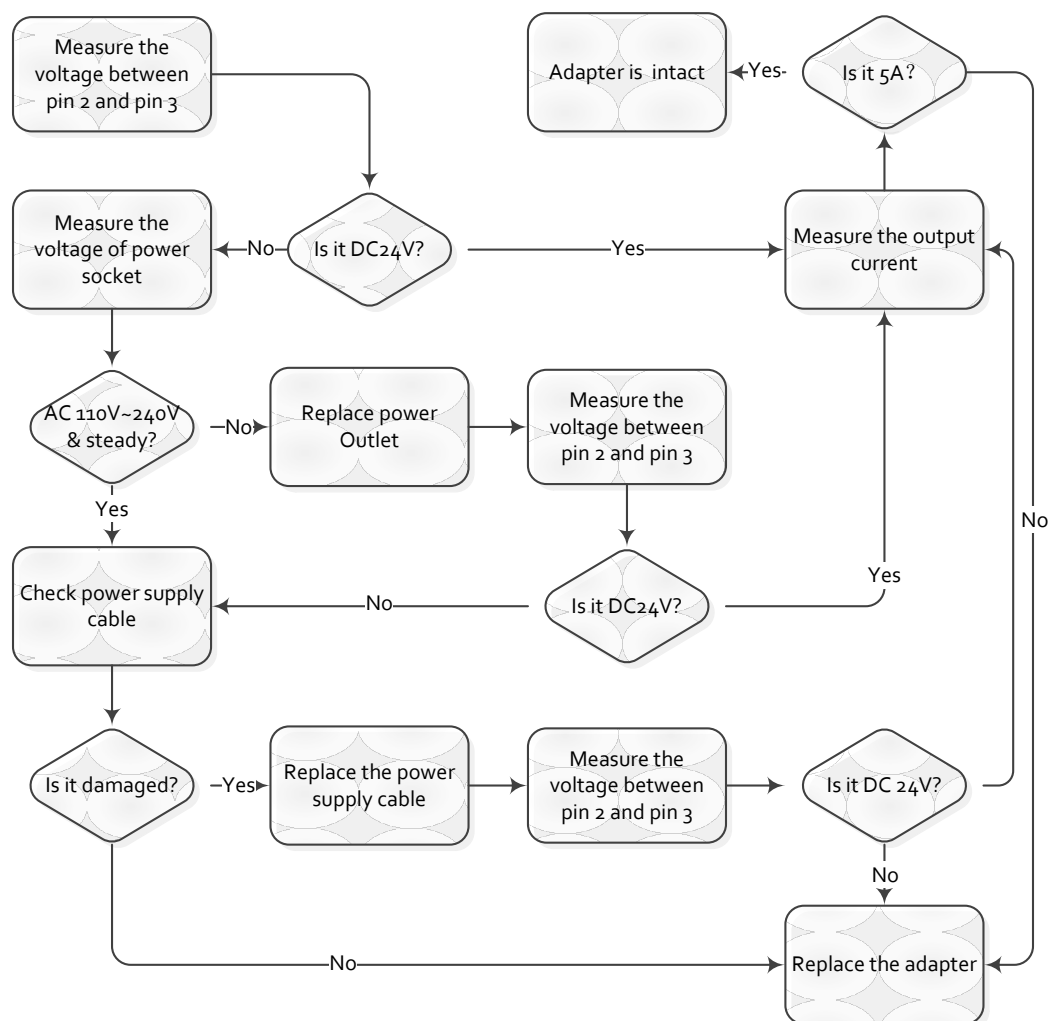 Measure the
voltage between
pin 2 and pin 3
Adapter is intact
Yes
Is it 5A?
Measure the
voltage of power
socket
No
Is it DC24V?
Yes
Measure the output
current
AC 110V~240V
& steady?
No
Replace power
Outlet
Measure the
voltage between
pin 2 and pin 3
Yes
No
Check power supply
cable
No
Is it DC24V?
Yes
Is it damaged?
Yes
Replace the power
supply cable
Measure the
voltage between
pin 2 and pin 3
Is it DC 24V?
No
No
Replace the adapter